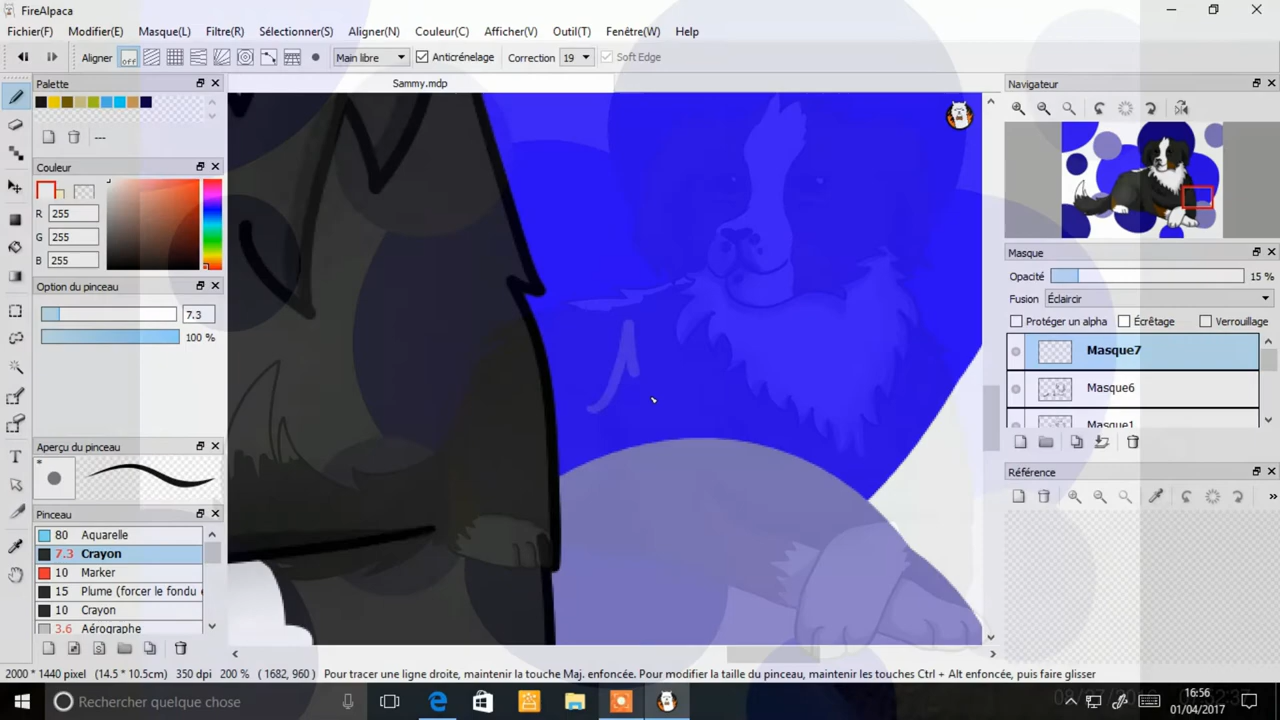 FireAlpaca
Fichier(F) Modifier(E) Masque(L) Filtre(R) Sélectionner(S) Aligner(N) Couleur(C) Afficher(V) Outil(T) Fenêtre(W) Help
Aligner off Main libre Anticrénelage Correction 19 Soft Edge
Palette
Sammy.mdp
Navigateur
---
Couleur
R 255
G 255
B 255
Masque
Opacité 15 %
Option du pinceau
Fusion Éclaircir
7.3
Protéger un alpha Écrêtage Verrouillage
100 %
Masque7
Masque6
Masque1
Aperçu du pinceau
*
Référence
Pinceau
80 Aquarelle
7.3 Crayon
10 Marker
15 Plume (forcer le fondu
10 Crayon
3.6 Aérographe
2000 * 1440 pixel (14.5 * 10.5cm) 350 dpi 200 % ( 1682, 960 ) Pour tracer une ligne droite, maintenir la touche Maj. enfoncée. Pour modifier la taille du pinceau, maintenir les touches Ctrl + Alt enfoncée, puis faire glisser
Rechercher quelque chose
16:56
01/04/2017